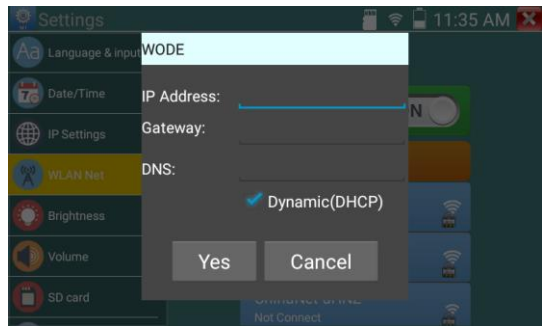 Settings
11:35 AM
Language & input
Date/Time
IP Settings
WLAN Net
Brightness
Volume
SD card
WODE
IP Address:
Gateway:
DNS:
Dynamic(DHCP)
Yes
Cancel
N
Not Connect